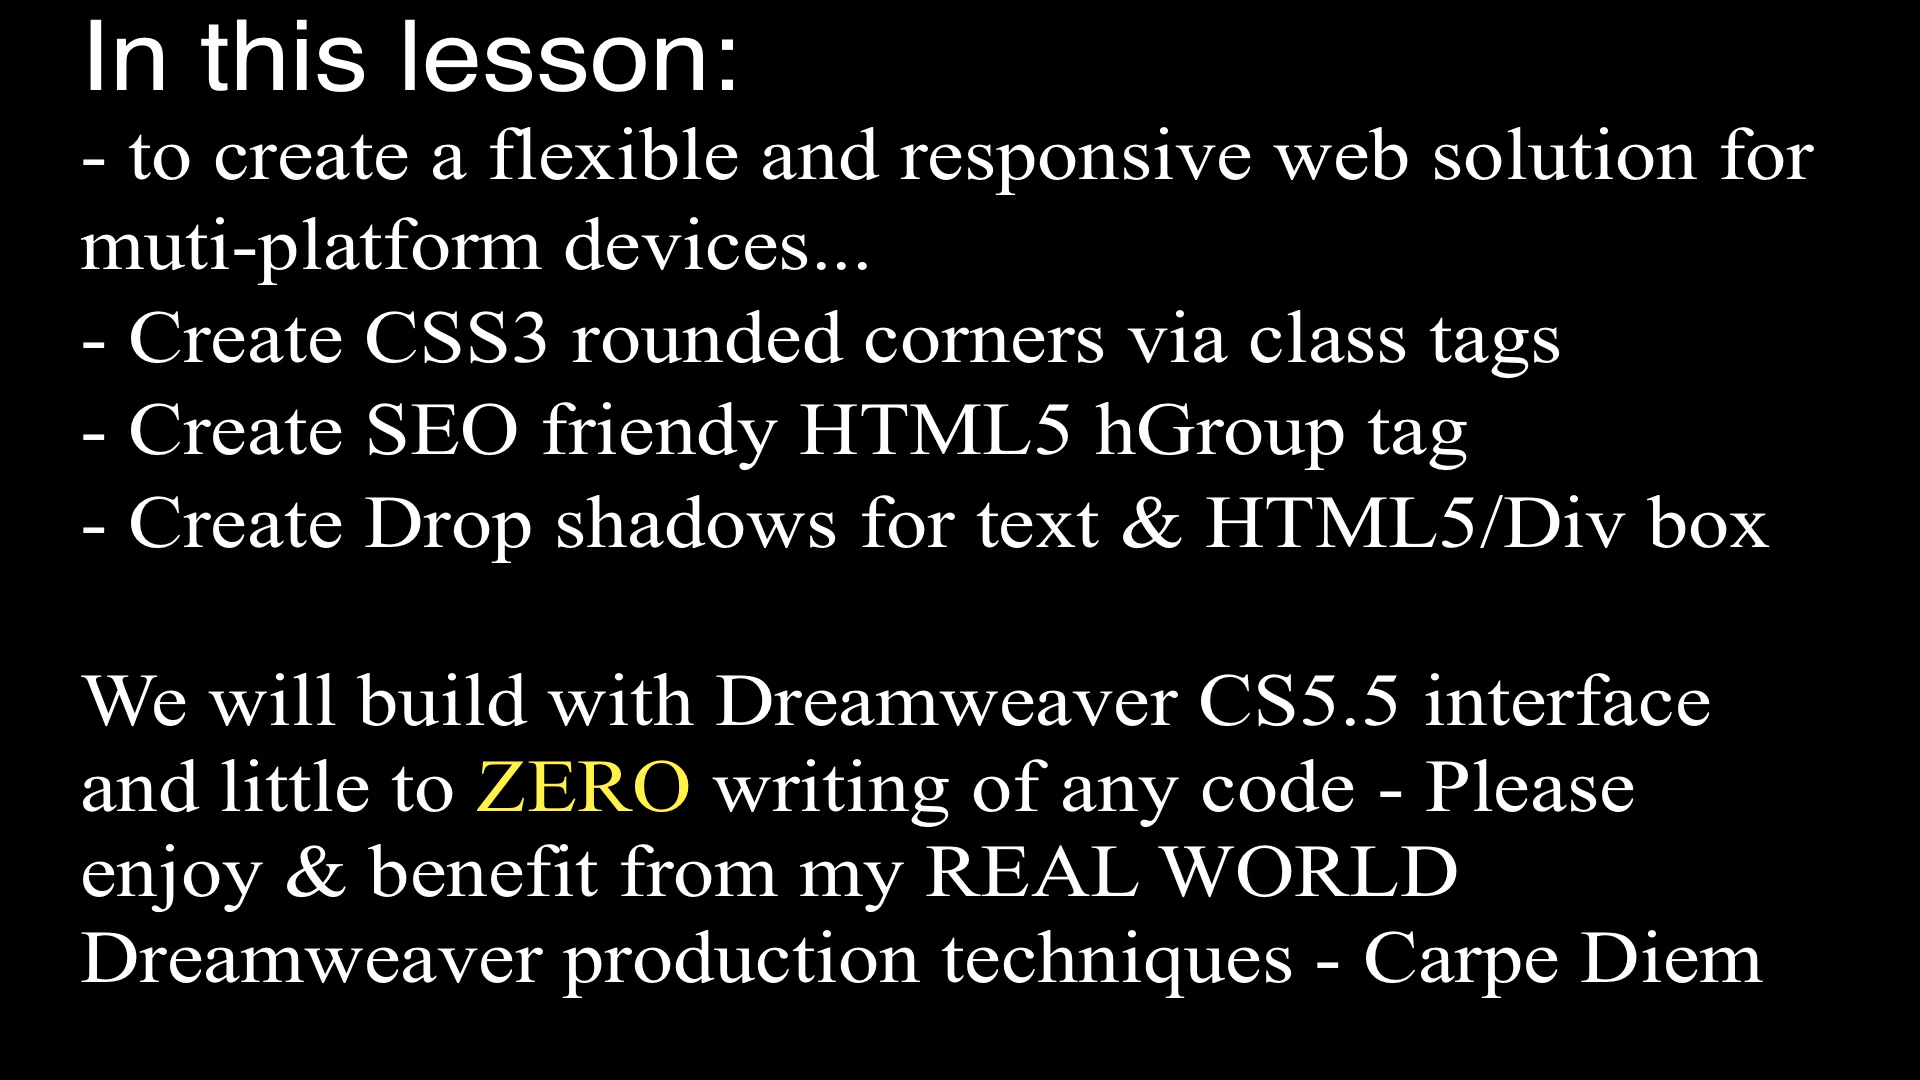 In this lesson:
- to create a flexible and responsive web solution for
muti-platform devices...
- Create CSS3 rounded corners via class tags
- Create SEO friendy HTML5 hGroup tag
- Create Drop shadows for text & HTML5/Div box
We will build with Dreamweaver CS5.5 interface
and little to ZERO writing of any code - Please
enjoy & benefit from my REAL WORLD
Dreamweaver production techniques - Carpe Diem